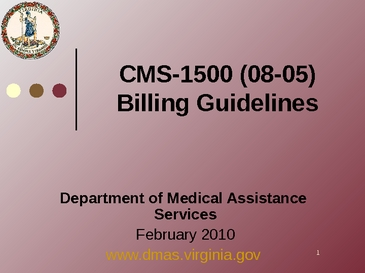 CMS-1500 (08-05)
Billing Guidelines
Department of Medical Assistance
Services
February 2010
www.dmas.virginia.gov
1